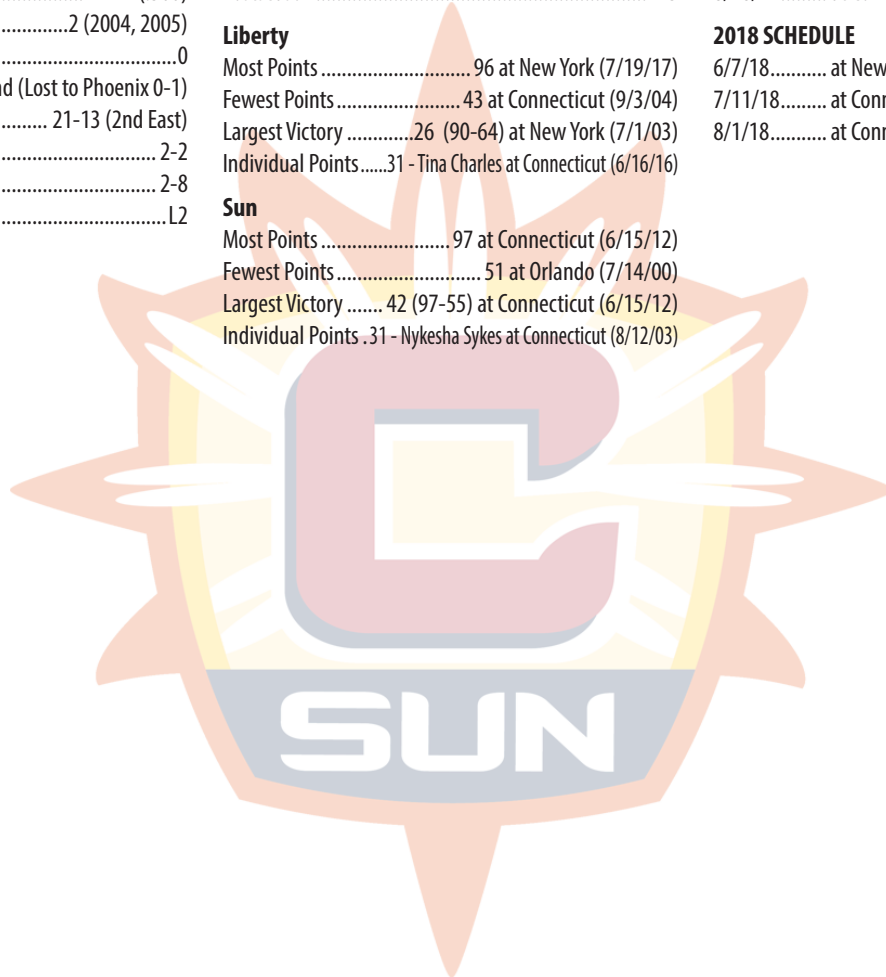 2 (2004, 2005)
0
(Lost to Phoenix 0-1)
21-13 (2nd East)
2-2
2-8
L2
Liberty
Most Points ............................. 96 at New York (7/19/17)
Fewest Points ........................ 43 at Connecticut (9/3/04)
Largest Victory .............26 (90-64) at New York (7/1/03)
Individual Points......31 - Tina Charles at Connecticut (6/16/16)
Sun
Most Points ......................... 97 at Connecticut (6/15/12)
Fewest Points ............................ 51 at Orlando (7/14/00)
Largest Victory ....... 42 (97-55) at Connecticut (6/15/12)
Individual Points .31 - Nykesha Sykes at Connecticut (8/12/03)
2018 SCHEDULE
6/7/18........... at New
7/11/18......... at Conn
8/1/18........... at Conn
SUN